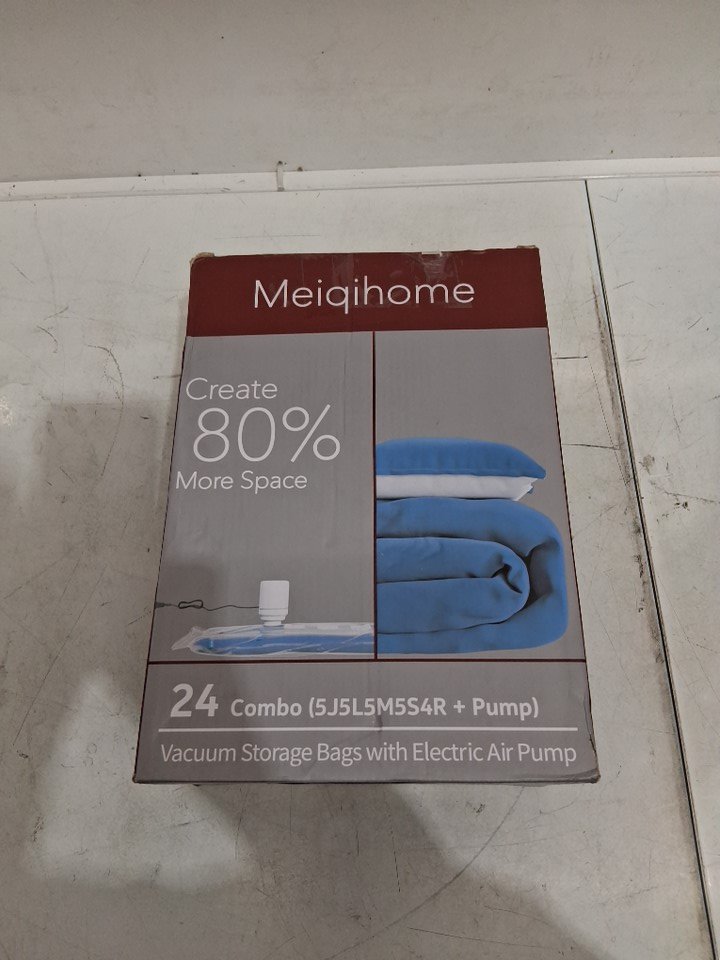 Meiqihome
Create
80%
More Space
24 Combo (5J5L5M5S4R + Pump)
Vacuum Storage Bags with Electric Air Pump